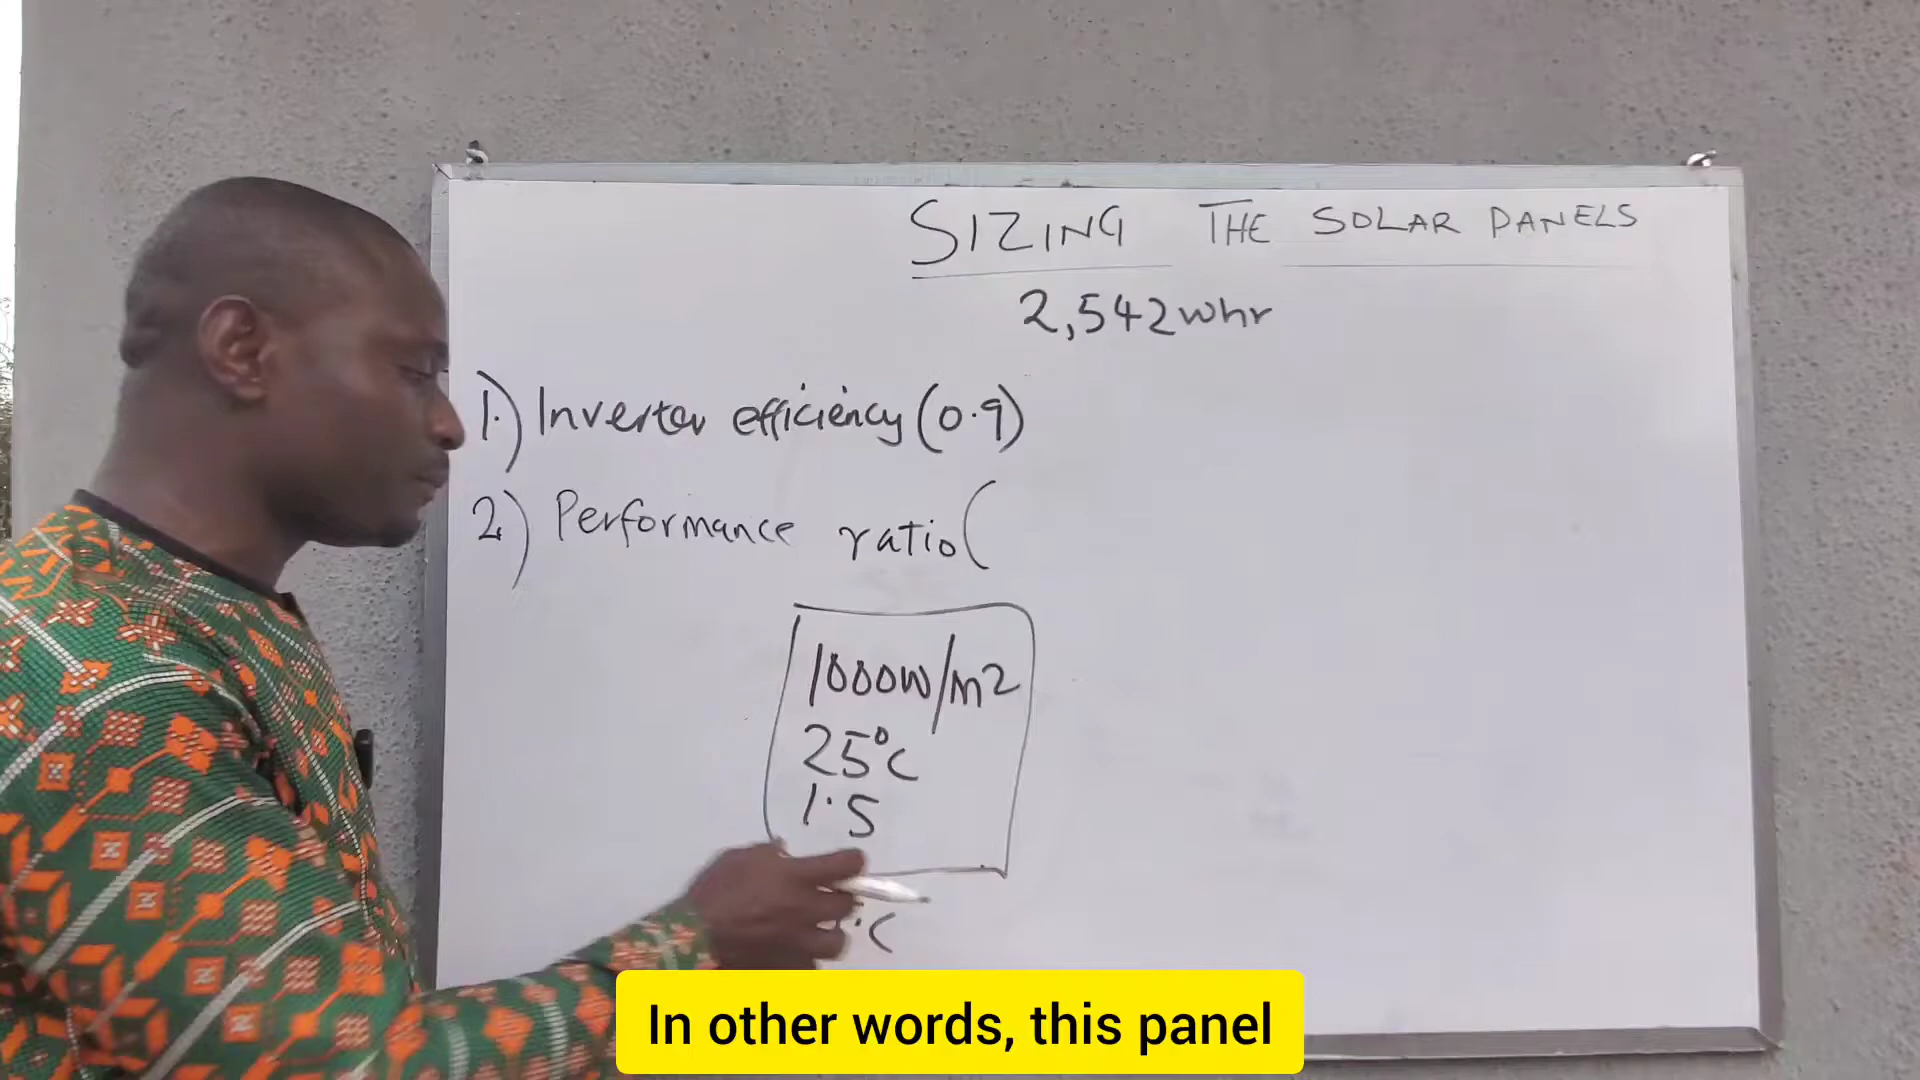 SIZING THE SOLAR PANELS
2,542whr
1.) Inverter efficiency (0.9)
2) Performance ratio (
1000W/m2
25°C
1.5
In other words, this panel